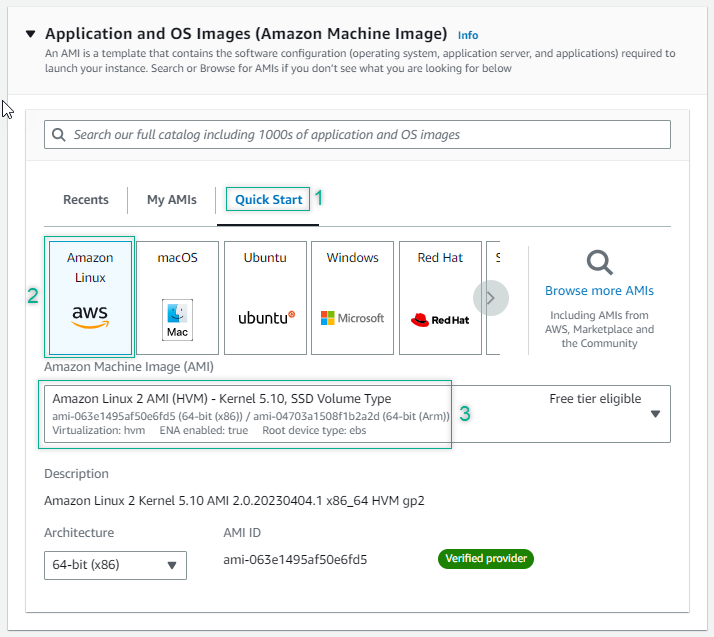 Application and OS Images (Amazon Machine Image) Info
An AMI is a template that contains the software configuration (operating system, application server, and applications) required to
launch your instance. Search or Browse for AMIs if you don't see what you are looking for below
Search our full catalog including 1000s of application and OS images
Recents
My AMIs
Quick Start
1
2
Amazon
Linux
aws
macOS
Mac
Ubuntu
ubuntu
Windows
Microsoft
Red Hat
Red Hat
S
Browse more AMIs
Including AMIs from
AWS, Marketplace and
the Community
Amazon Machine Image (AMI)
Amazon Linux 2 AMI (HVM) - Kernel 5.10, SSD Volume Type
Free tier eligible
ami-063e1495af50e6fd5 (64-bit (x86)) / ami-04703a1508f1b2a2d (64-bit (Arm))
Virtualization: hvm ENA enabled: true Root device type: ebs
3
Description
Amazon Linux 2 Kernel 5.10 AMI 2.0.20230404.1 x86_64 HVM gp2
Architecture
AMI ID
64-bit (x86)
ami-063e1495af50e6fd5
Verified provider